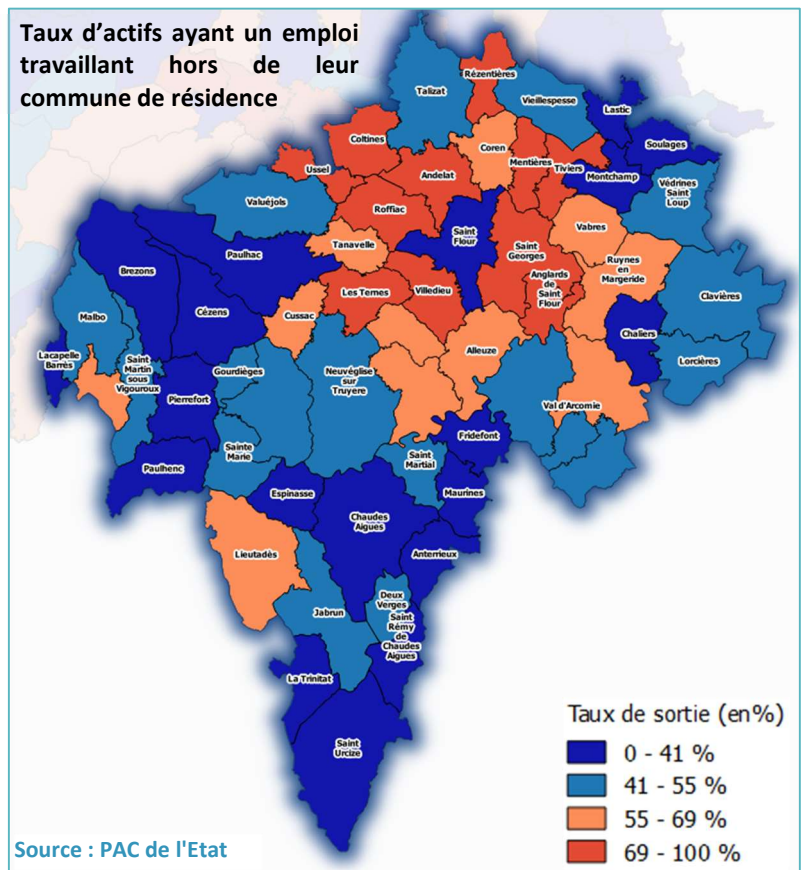 Taux d'actifs ayant un emploi
travaillant hors de leur
commune de résidence
Rézentières
Talizat
Vieillespesse
Lastic
Coltines
Coren
Soulages
Ussel
Andelat
Mentières
Tiviers
Montchamp
Védrines
Saint
Loup
Valuéjols
Roffiac
Saint
Flour
Vabres
Tanavelle
Paulhac
Saint
Georges
Ruynes
en
Margeride
Brezons
Les Ternes
Villedieu
Anglards
de
Saint
Flour
Clavières
Cézens
Cussac
Malbo
Chaliers
Lacapelle
Barrès
Saint
Martin
sous
Vigouroux
Gourdièges
Neuvéglise
sur
Truyere
Alleuze
Lorcières
Pierrefort
Val d'Arcomie
Fridefont
Sainte
Marie
Saint
Martial
Paulhenc
Espinasse
Maurines
Chaudes
Aigues
Lieutadès
Anterrieux
Deux
Verges
Jabrun
Saint
Rémy
de
Chaudes
Aigues
La Trinitat
Saint
Urcize
Taux de sortie (en%)
0 - 41 %
41 - 55 %
55 - 69 %
69 - 100 %
Source : PAC de l'Etat